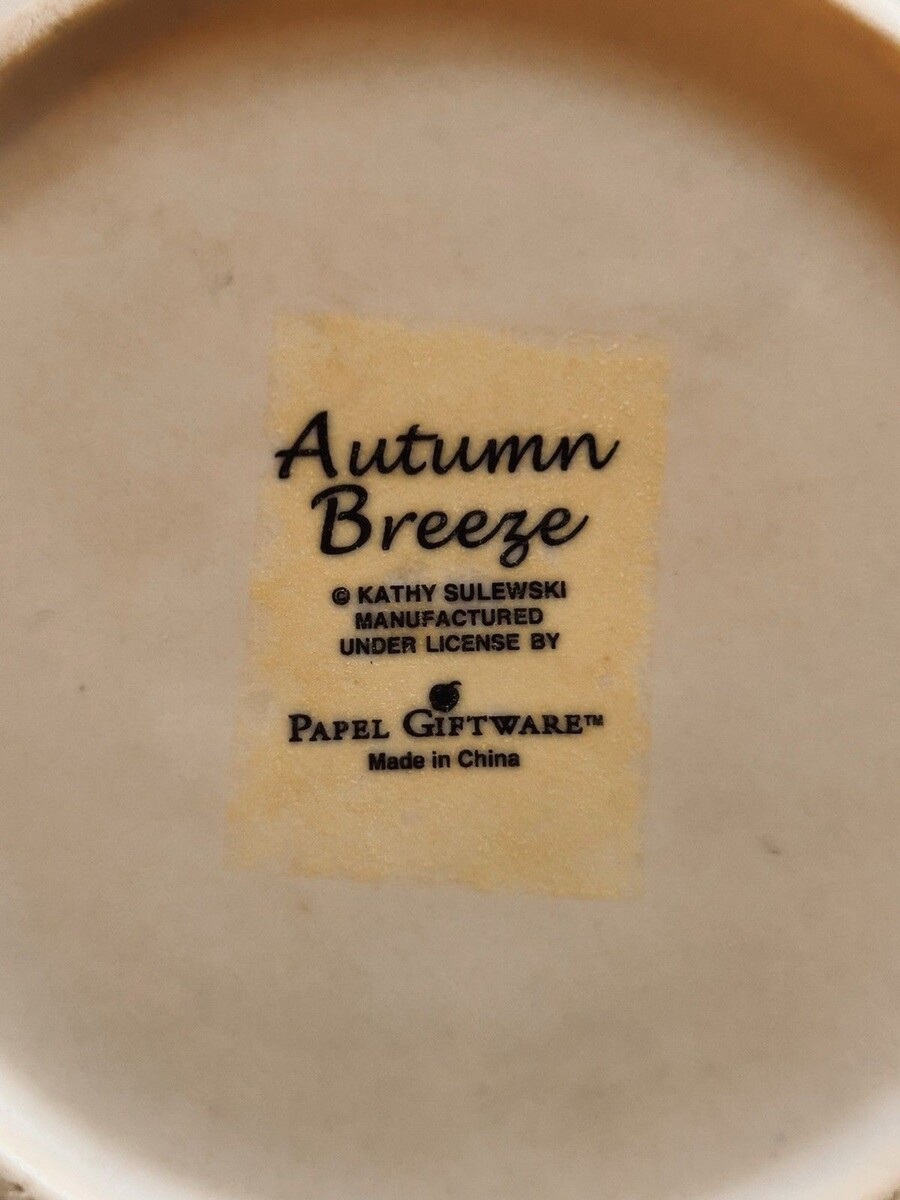 Autumn
Breeze
© KATHY SULEWSKI
MANUFACTURED
UNDER LICENSE BY
PAPEL GIFTWARE™
Made in China